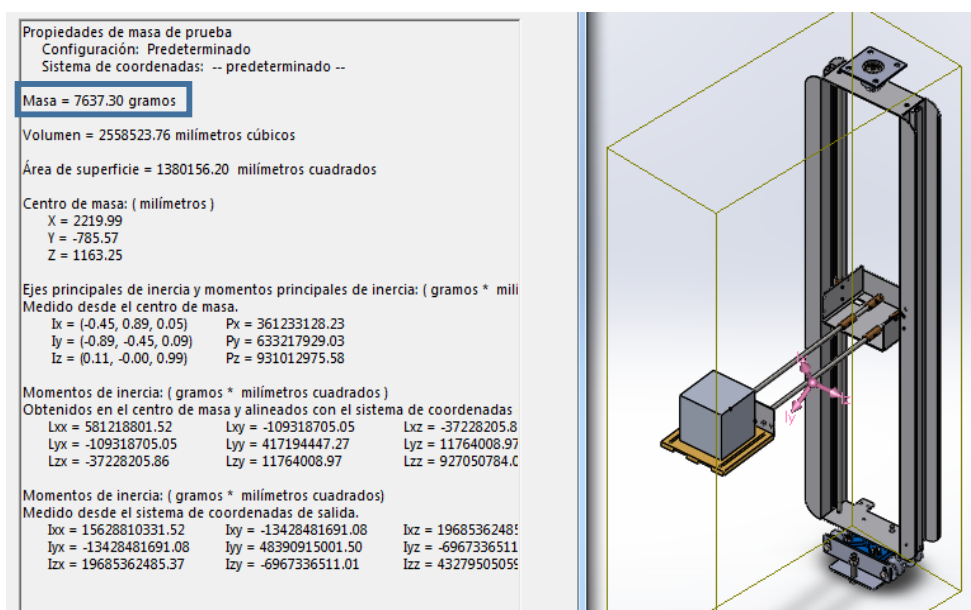 Propiedades de masa de prueba
Configuración: Predeterminado
Sistema de coordenadas: -- predeterminado --
Masa = 7637.30 gramos
Volumen = 2558523.76 milímetros cúbicos
Área de superficie = 1380156.20 milímetros cuadrados
Centro de masa: ( milímetros )
X = 2219.99
Y = -785.57
Z = 1163.25
Ejes principales de inercia y momentos principales de inercia: ( gramos * mili
Medido desde el centro de masa.
Ix = (-0.45, 0.89, 0.05) Px = 361233128.23
Iy = (-0.89, -0.45, 0.09) Py = 633217929.03
Iz = (0.11, -0.00, 0.99) Pz = 931012975.58
Momentos de inercia: ( gramos * milímetros cuadrados )
Obtenidos en el centro de masa y alineados con el sistema de coordenadas
Lxx = 581218801.52 Lxy = -109318705.05 Lxz = -37228205.8
Lyx = -109318705.05 Lyy = 417194447.27 Lyz = 11764008.97
Lzx = -37228205.86 Lzy = 11764008.97 Lzz = 927050784.0
Momentos de inercia: ( gramos * milímetros cuadrados)
Medido desde el sistema de coordenadas de salida.
Ixx = 15628810331.52 Ixy = -13428481691.08 Ixz = 1968536248
Iyx = -13428481691.08 Iyy = 48390915001.50 Iyz = -6967336511
Izx = 19685362485.37 Izy = -6967336511.01 Izz = 4327950505
Iz
Iy